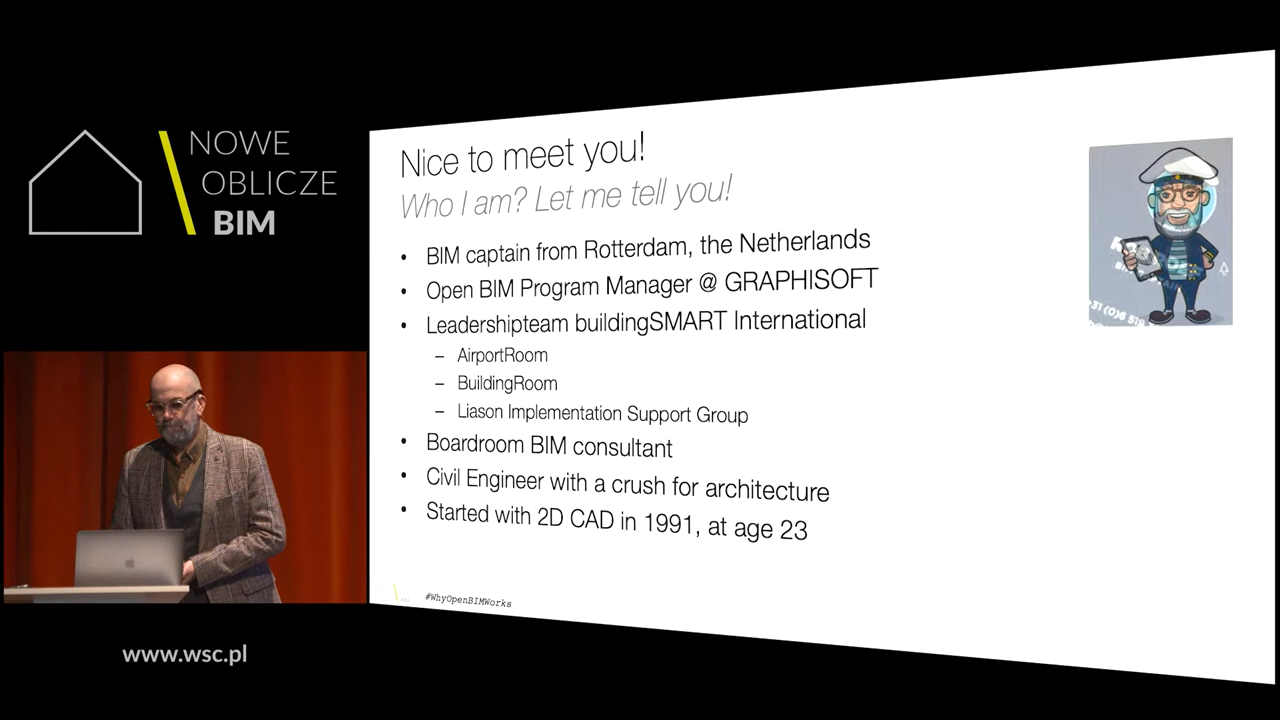 NOWE
OBLICZE
BIM
Nice to meet you!
Who I am? Let me tell you!
• BIM captain from Rotterdam, the Netherlands
• Open BIM Program Manager @ GRAPHISOFT
• Leadershipteam buildingSMART International
– AirportRoom
– BuildingRoom
– Liason Implementation Support Group
• Boardroom BIM consultant
• Civil Engineer with a crush for architecture
• Started with 2D CAD in 1991, at age 23
#WhyOpenBIMWorks
www.wsc.pl